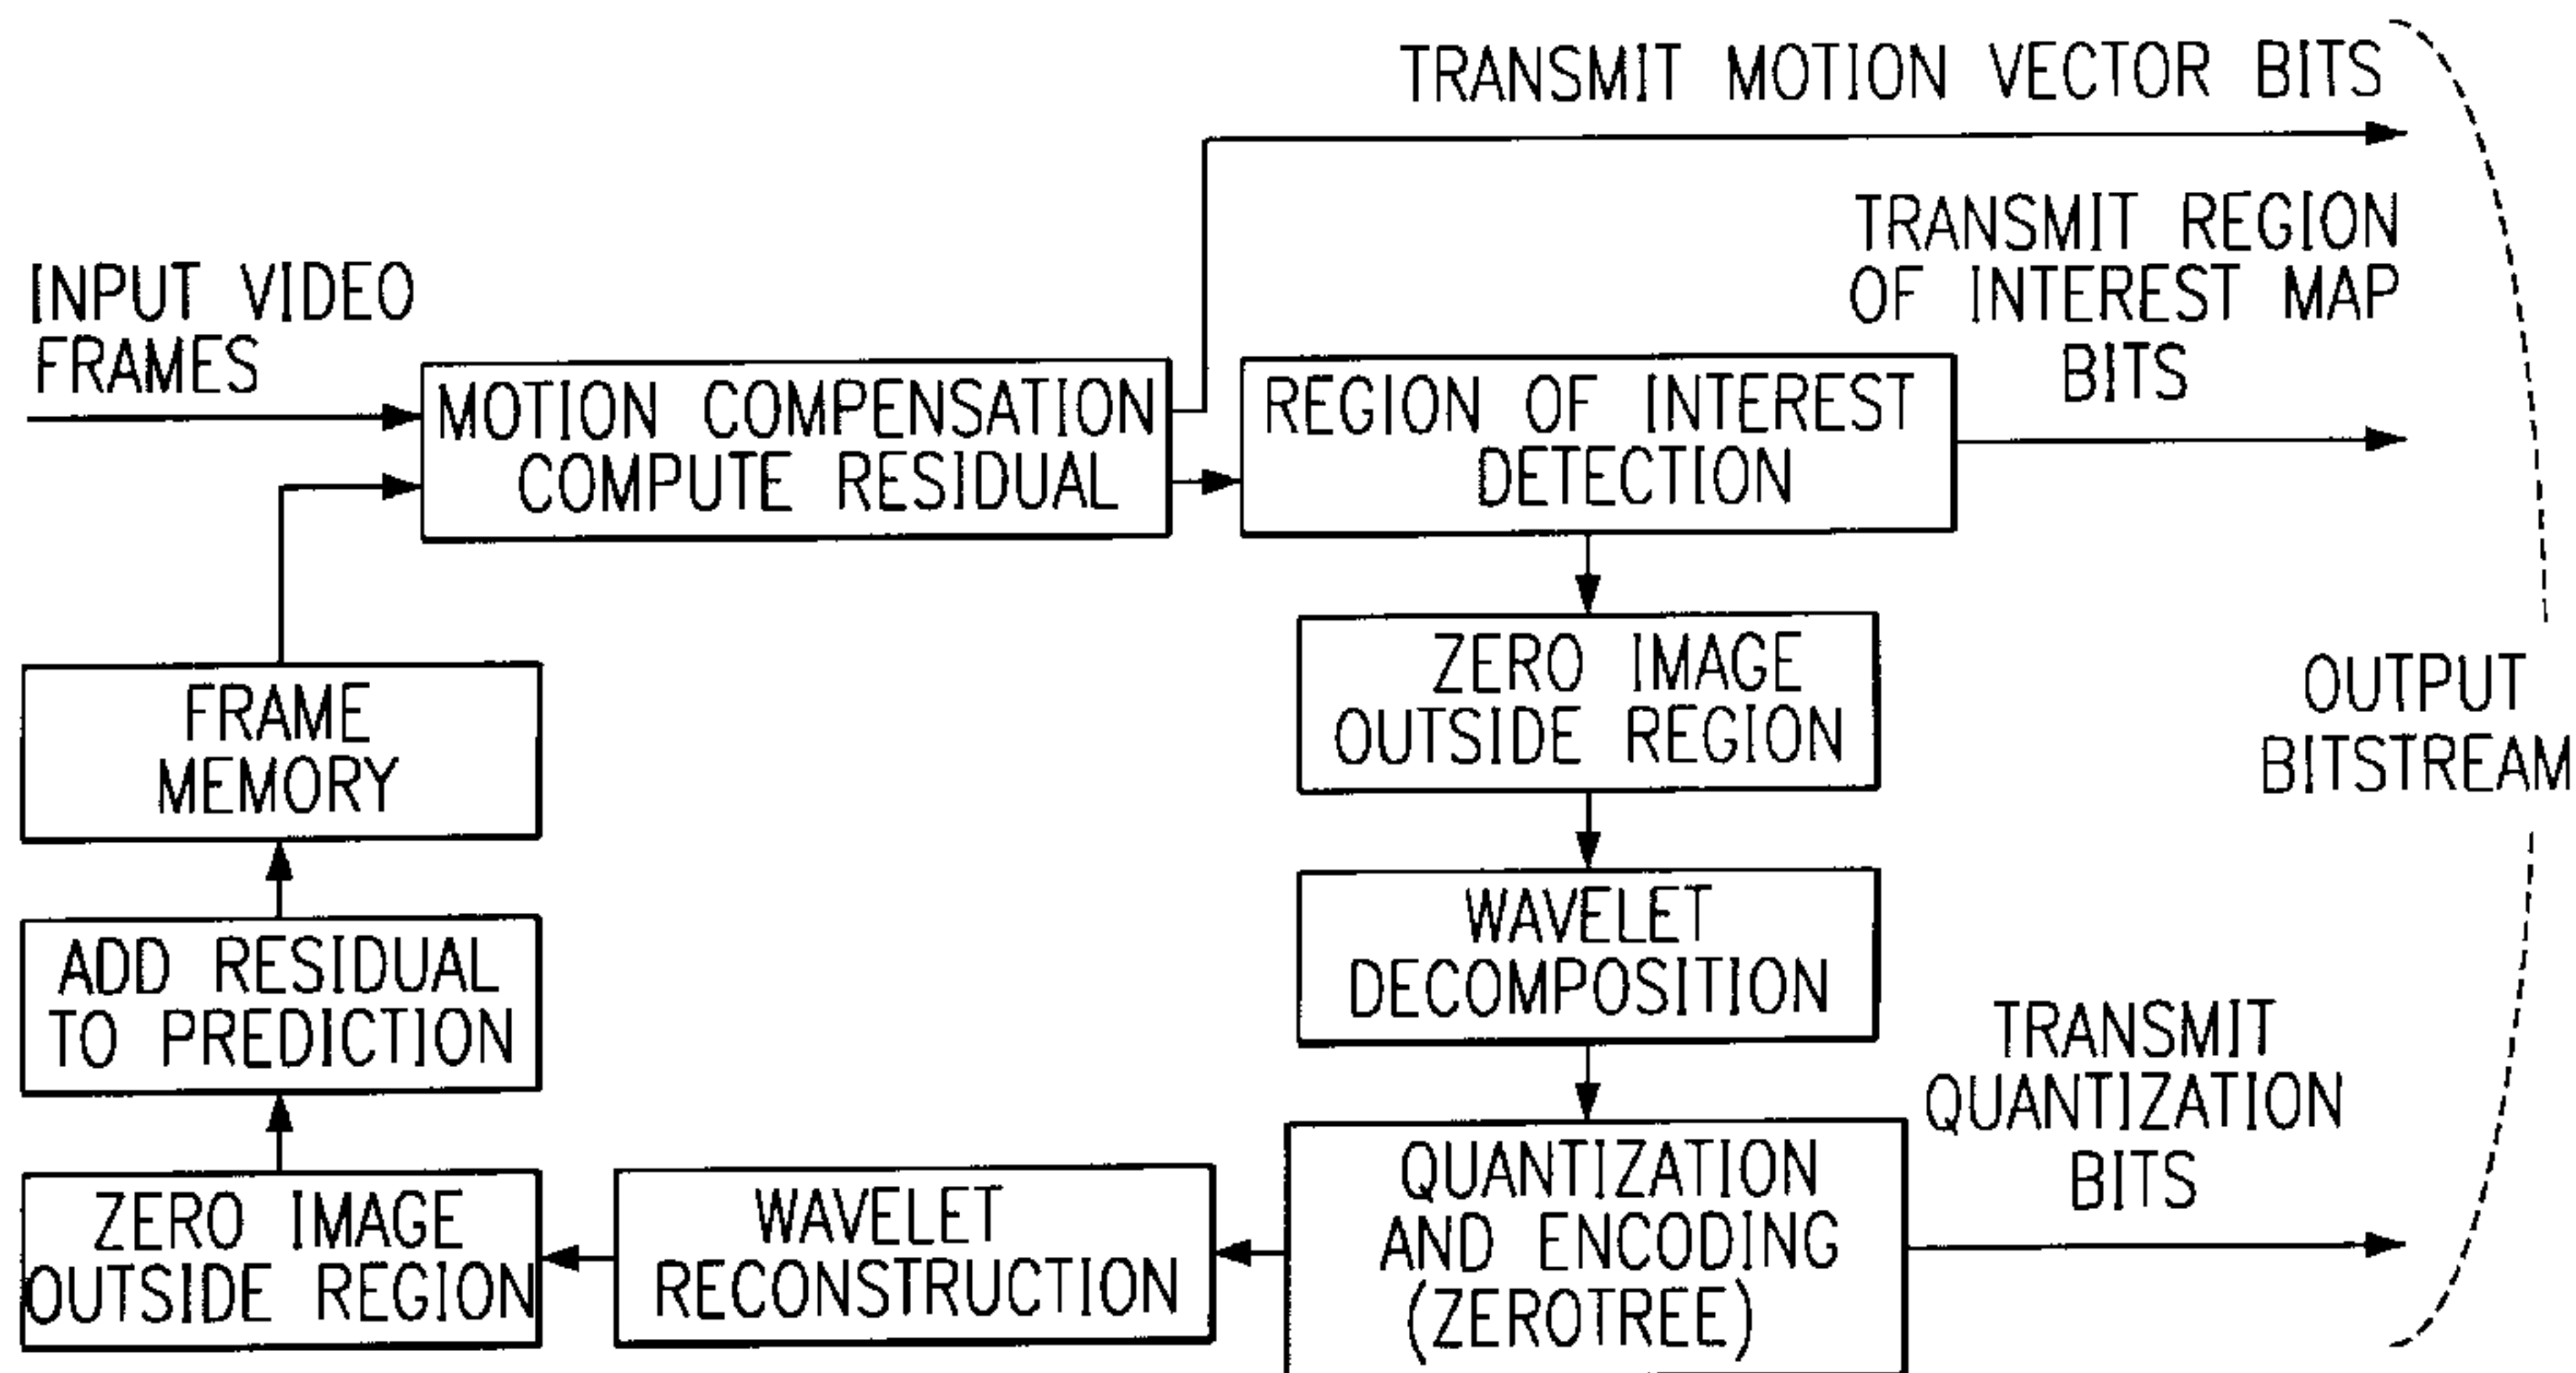 TRANSMIT MOTION VECTOR BITS
TRANSMIT REGION
OF INTEREST MAP
BITS
INPUT VIDEO
FRAMES
MOTION COMPENSATION
COMPUTE RESIDUAL
REGION OF INTEREST
DETECTION
ZERO IMAGE
OUTSIDE REGION
FRAME
MEMORY
OUTPUT
BITSTREAM
WAVELET
DECOMPOSITION
ADD RESIDUAL
TO PREDICTION
TRANSMIT
QUANTIZATION
BITS
QUANTIZATION
AND ENCODING
(ZEROTREE)
WAVELET
RECONSTRUCTION
ZERO IMAGE
OUTSIDE REGION